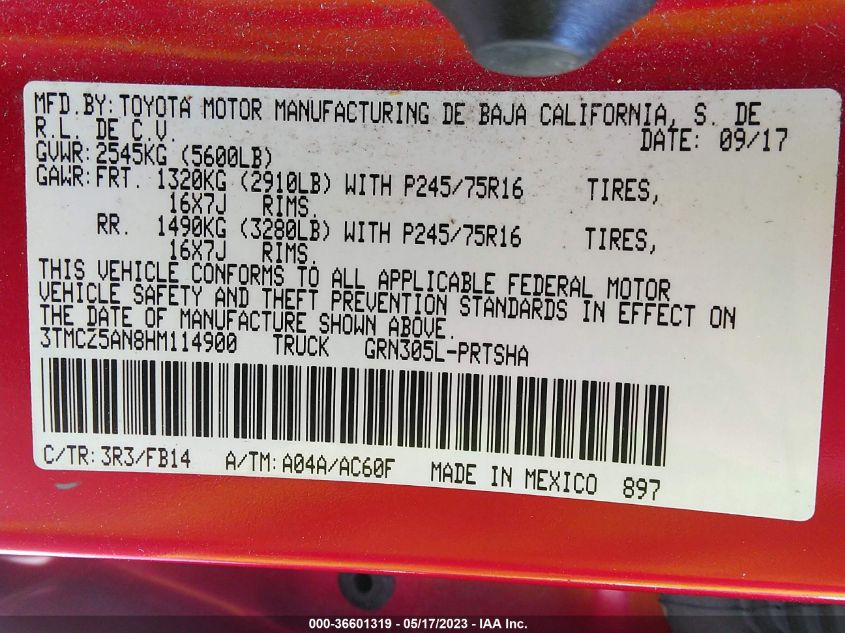 MFD.BY: TOYOTA MOTOR MANUFACTURING DE BAJA CALIFORNIA, S. DE
R.L. DE C.V. DATE: 09/17
GVWR: 2545KG (5600LB)
GAWR: FRT. 1320KG (2910LB) WITH P245/75R16 TIRES,
16X7J RIMS.
RR. 1490KG (3280LB) WITH P245/75R16 TIRES,
16X7J RIMS.
THIS VEHICLE CONFORMS TO ALL APPLICABLE FEDERAL MOTOR
VEHICLE SAFETY AND THEFT PREVENTION STANDARDS IN EFFECT ON
THE DATE OF MANUFACTURE SHOWN ABOVE.
3TMCZ5AN8HM114900 TRUCK GRN305L-PRTSHA
C/TR: 3R3/FB14 A/TM: A04A/AC60F MADE IN MEXICO 897
000-36601319 - 05/17/2023 - IAA Inc.